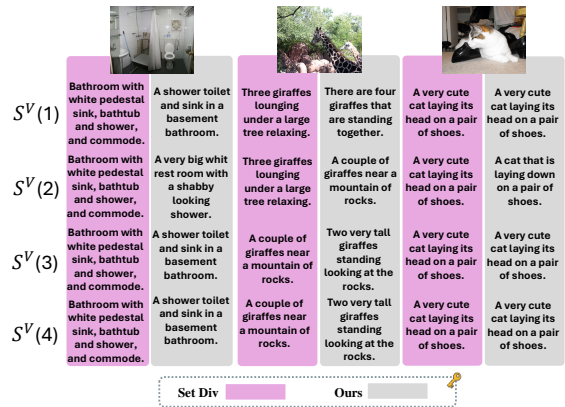 S^V(1)
Bathroom with
white pedestal
sink, bathtub
and shower,
and commode.
A shower toilet
and sink in a
basement
bathroom.
Three giraffes
lounging
under a large
tree relaxing.
There are four
giraffes that
are standing
together.
A very cute
cat laying its
head on a pair
of shoes.
A very cute
cat laying its
head on a pair
of shoes.
S^V(2)
Bathroom with
white pedestal
sink, bathtub
and shower,
and commode.
A very big whit
rest room with
a shabby
looking
shower.
Three giraffes
lounging
under a large
tree relaxing.
A couple of
giraffes near a
mountain of
rocks.
A very cute
cat laying its
head on a pair
of shoes.
A cat that is
laying down
on a pair of
shoes.
S^V(3)
Bathroom with
white pedestal
sink, bathtub
and shower,
and commode.
A shower toilet
and sink in a
basement
bathroom.
A couple of
giraffes near
a mountain of
rocks.
Two very tall
giraffes
standing
looking at the
rocks.
A very cute
cat laying its
head on a pair
of shoes.
A very cute
cat laying its
head on a pair
of shoes.
S^V(4)
Bathroom with
white pedestal
sink, bathtub
and shower,
and commode.
A shower toilet
and sink in a
basement
bathroom.
A couple of
giraffes near
a mountain of
rocks.
Two very tall
giraffes
standing
looking at the
rocks.
A very cute
cat laying its
head on a pair
of shoes.
A very cute
cat laying its
head on a pair
of shoes.
Set Div
Ours